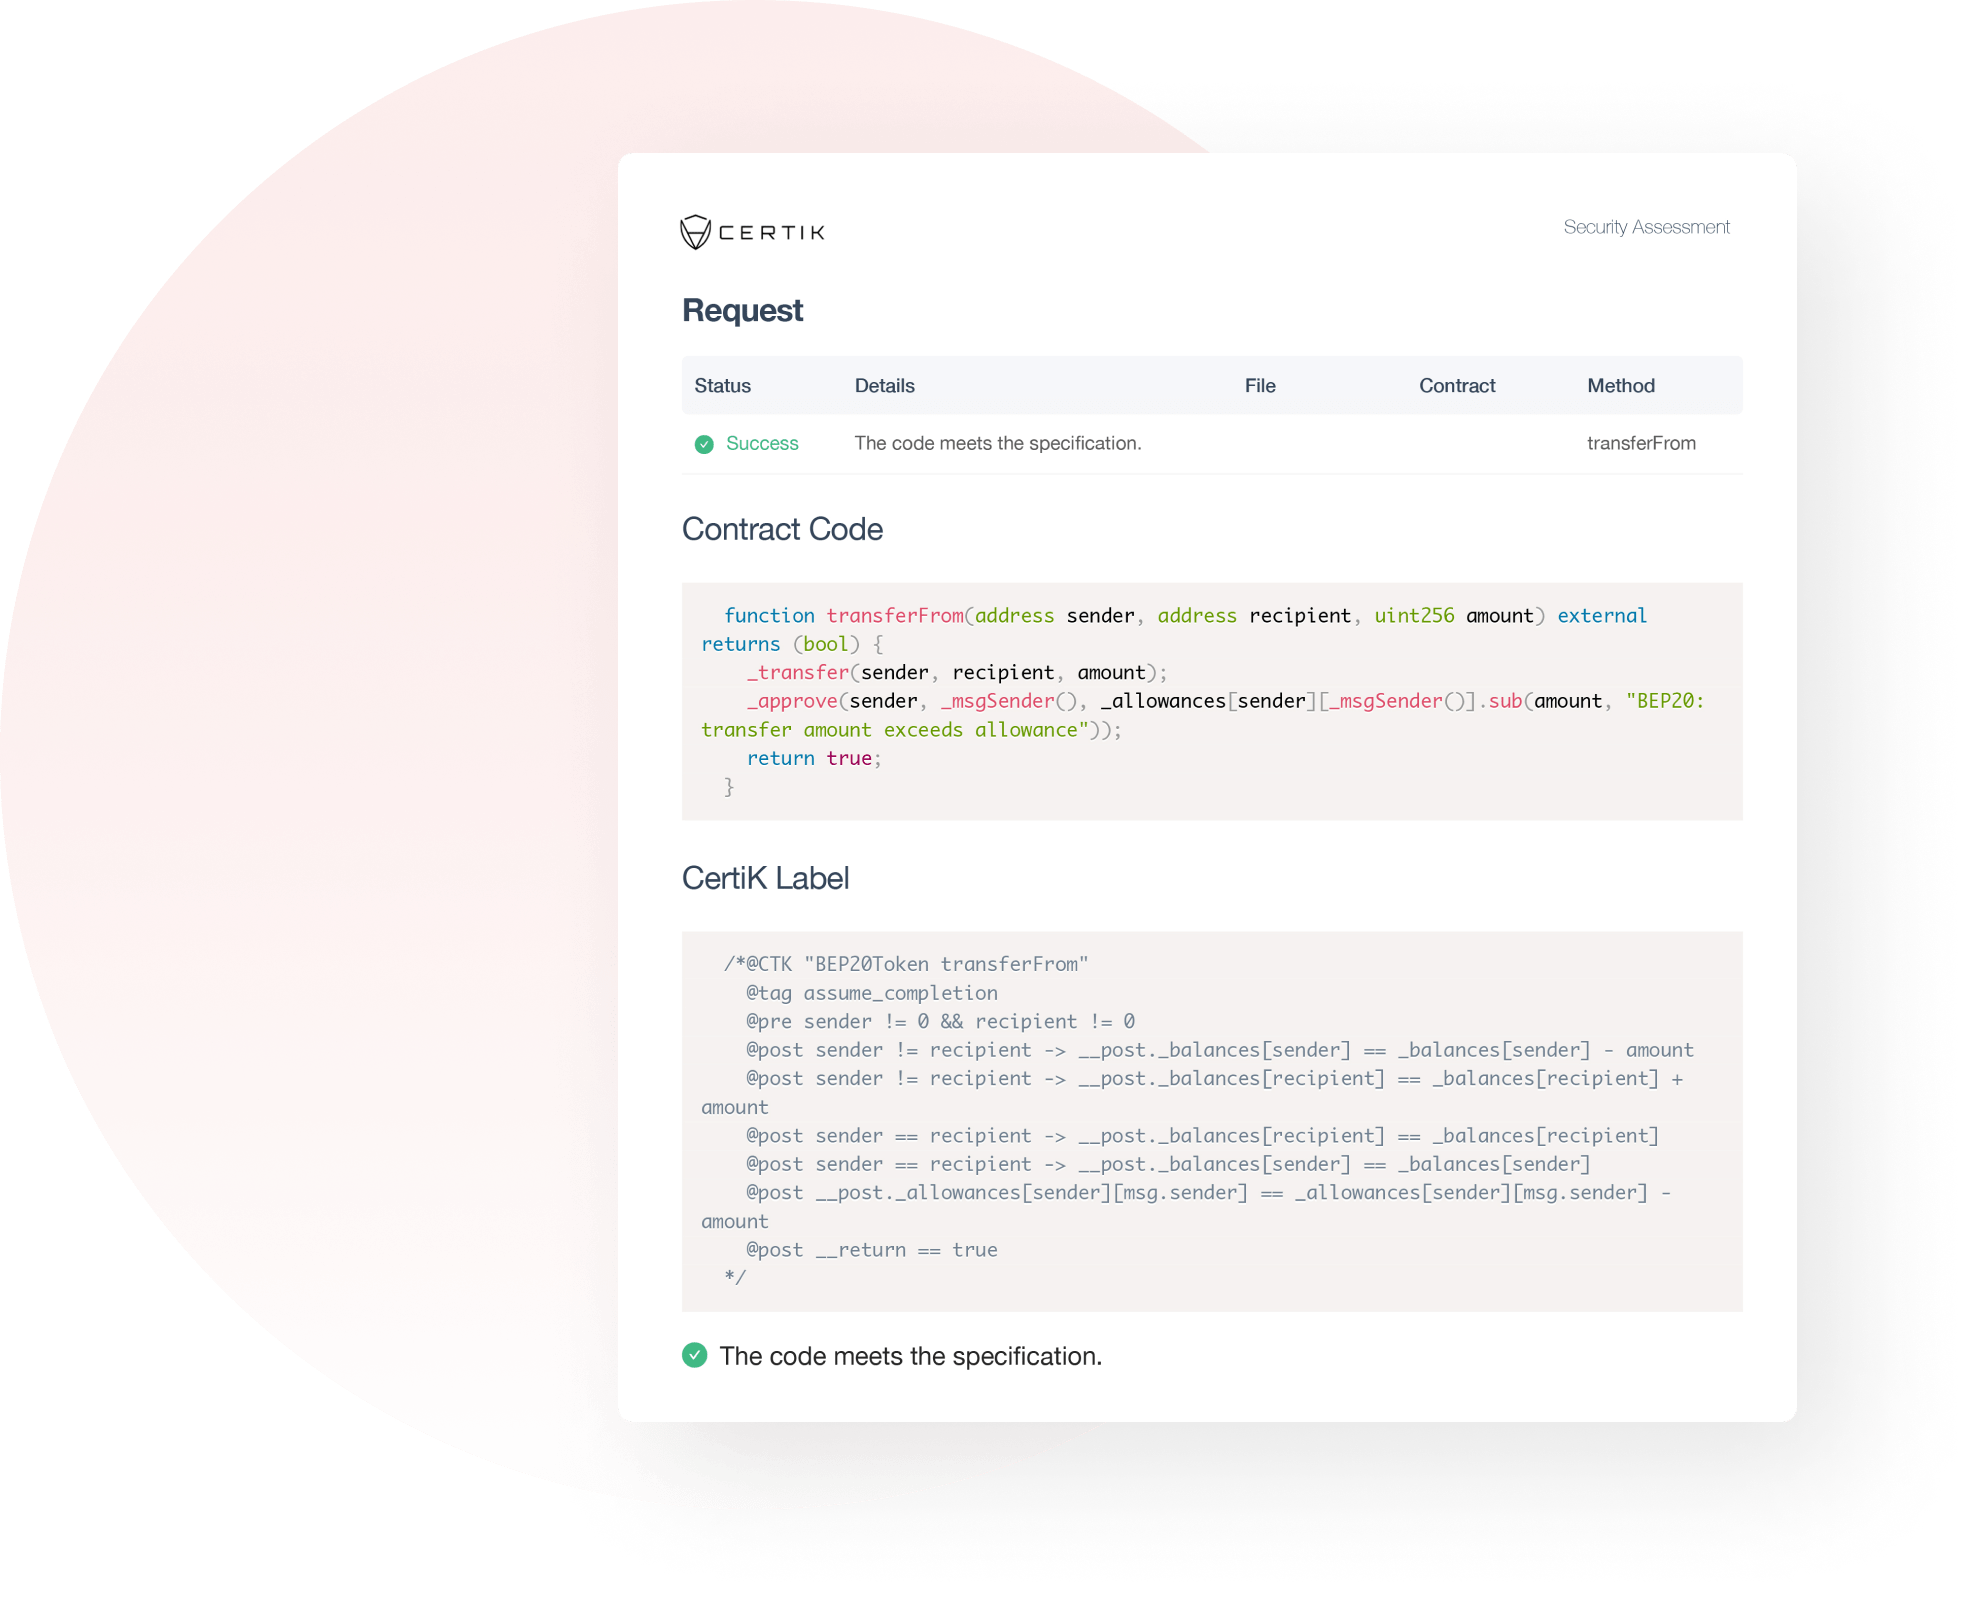 CERTIK
Security Assessment
Request
Status Details File Contract Method
Success The code meets the specification. transferFrom
Contract Code
function transferFrom(address sender, address recipient, uint256 amount) external
returns (bool) {
_transfer(sender, recipient, amount);
_approve(sender, _msgSender(), _allowances[sender][_msgSender()].sub(amount, "BEP20:
transfer amount exceeds allowance"));
return true;
}
CertiK Label
/*@CTK "BEP20Token transferFrom"
@tag assume_completion
@pre sender != 0 && recipient != 0
@post sender != recipient -> __post._balances[sender] == _balances[sender] - amount
@post sender != recipient -> __post._balances[recipient] == _balances[recipient] +
amount
@post sender == recipient -> __post._balances[recipient] == _balances[recipient]
@post sender == recipient -> __post._balances[sender] == _balances[sender]
@post __post._allowances[sender][msg.sender] == _allowances[sender][msg.sender] -
amount
@post __return == true
*/
The code meets the specification.